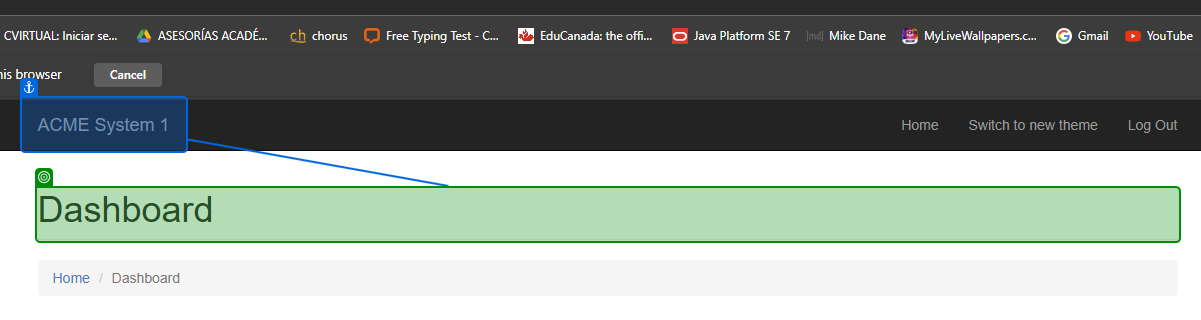 CVIRTUAL: Iniciar se... ASESORÍAS ACADÉ... chorus Free Typing Test - C... EduCanada: the offi... Java Platform SE 7 Mike Dane MyLiveWallpapers.c... Gmail YouTube
his browser Cancel
ACME System 1 Home Switch to new theme Log Out
Dashboard
Home / Dashboard